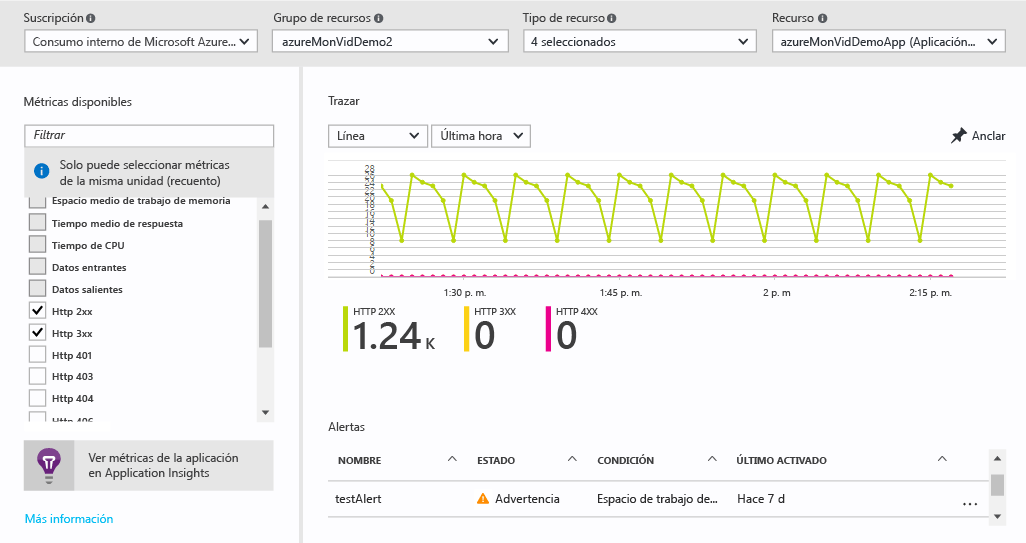 Suscripción
Grupo de recursos
Tipo de recurso
Recurso
Consumo interno de Microsoft Azure...
azureMonVidDemo2
4 seleccionados
azureMonVidDemoApp (Aplicación...
Métricas disponibles
Filtrar
Solo puede seleccionar métricas
de la misma unidad (recuento)
Espacio medio de trabajo de memoria
Tiempo medio de respuesta
Tiempo de CPU
Datos entrantes
Datos salientes
Http 2xx
Http 3xx
Http 401
Http 403
Http 404
Http 406
Ver métricas de la aplicación
en Application Insights
Más información
Trazar
Línea
Última hora
Anclar
28
26
24
22
20
18
16
14
12
10
8
6
4
2
0
1:30 p. m.
1:45 p. m.
2 p. m
2:15 p. m.
HTTP 2XX
1.24 K
HTTP 3XX
0
HTTP 4XX
0
Alertas
NOMBRE
ESTADO
CONDICIÓN
ÚLTIMO ACTIVADO
testAlert
Advertencia
Espacio de trabajo de...
Hace 7 d
...